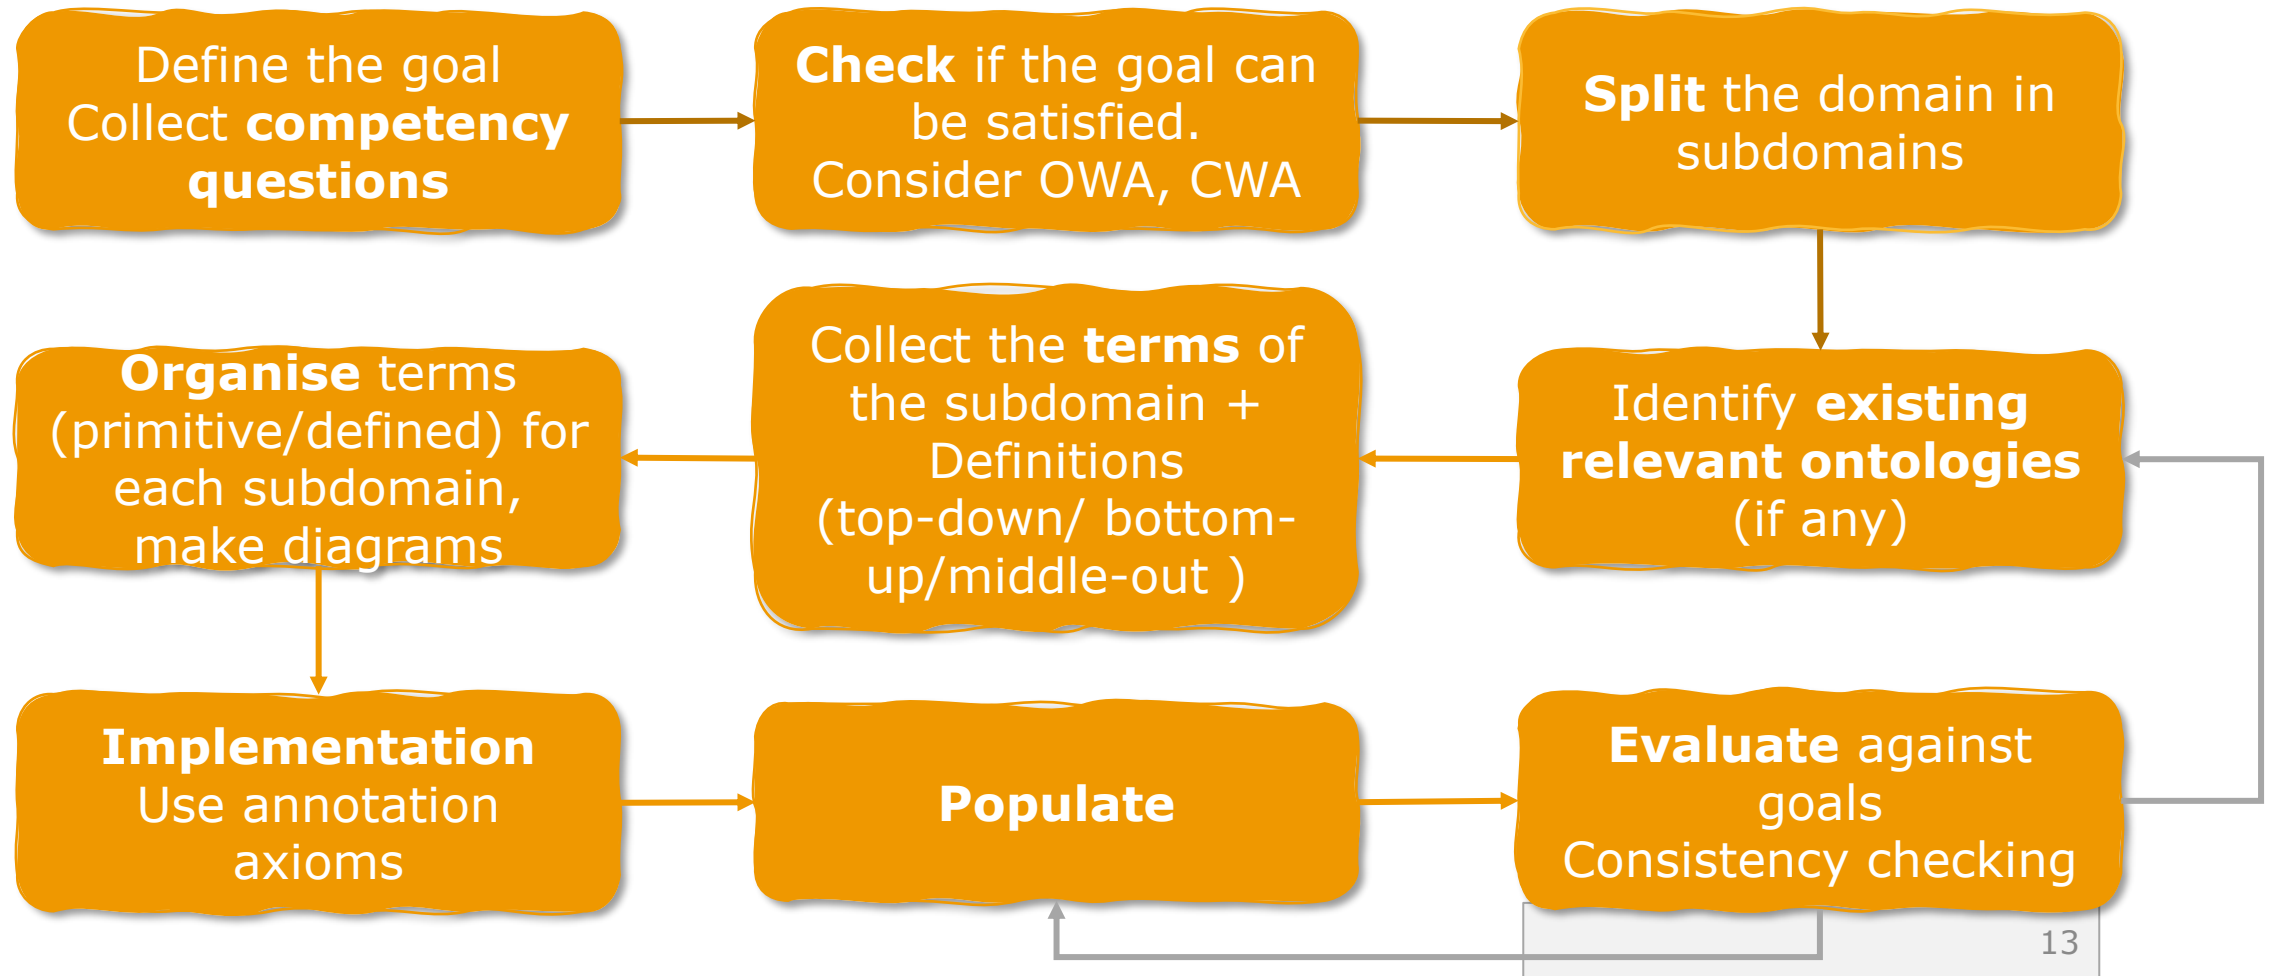 Define the goal
Collect competency
questions
Check if the goal can
be satisfied.
Consider OWA, CWA
Split the domain in
subdomains
Identify existing
relevant ontologies
(if any)
Collect the terms of
the subdomain +
Definitions
(top-down/ bottom-
up/middle-out )
Organise terms
(primitive/defined) for
each subdomain,
make diagrams
Implementation
Use annotation
axioms
Populate
Evaluate against
goals
Consistency checking
13